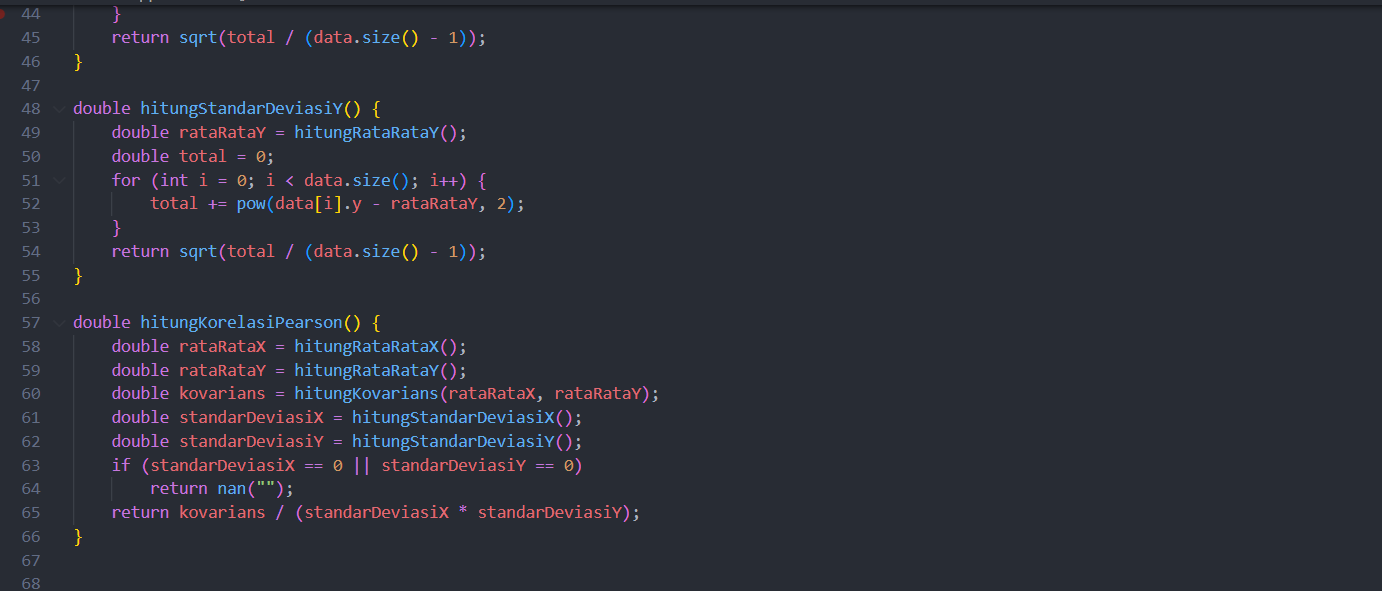 44 }
45 return sqrt(total / (data.size() - 1));
46 }
47
48 double hitungStandarDeviasiY() {
49 double rataRataY = hitungRataRataY();
50 double total = 0;
51 for (int i = 0; i < data.size(); i++) {
52 total += pow(data[i].y - rataRataY, 2);
53 }
54 return sqrt(total / (data.size() - 1));
55 }
56
57 double hitungKorelasiPearson() {
58 double rataRataX = hitungRataRataX();
59 double rataRataY = hitungRataRataY();
60 double kovarians = hitungKovarians(rataRataX, rataRataY);
61 double standarDeviasiX = hitungStandarDeviasiX();
62 double standarDeviasiY = hitungStandarDeviasiY();
63 if (standarDeviasiX == 0 || standarDeviasiY == 0)
64 return nan("");
65 return kovarians / (standarDeviasiX * standarDeviasiY);
66 }
67
68